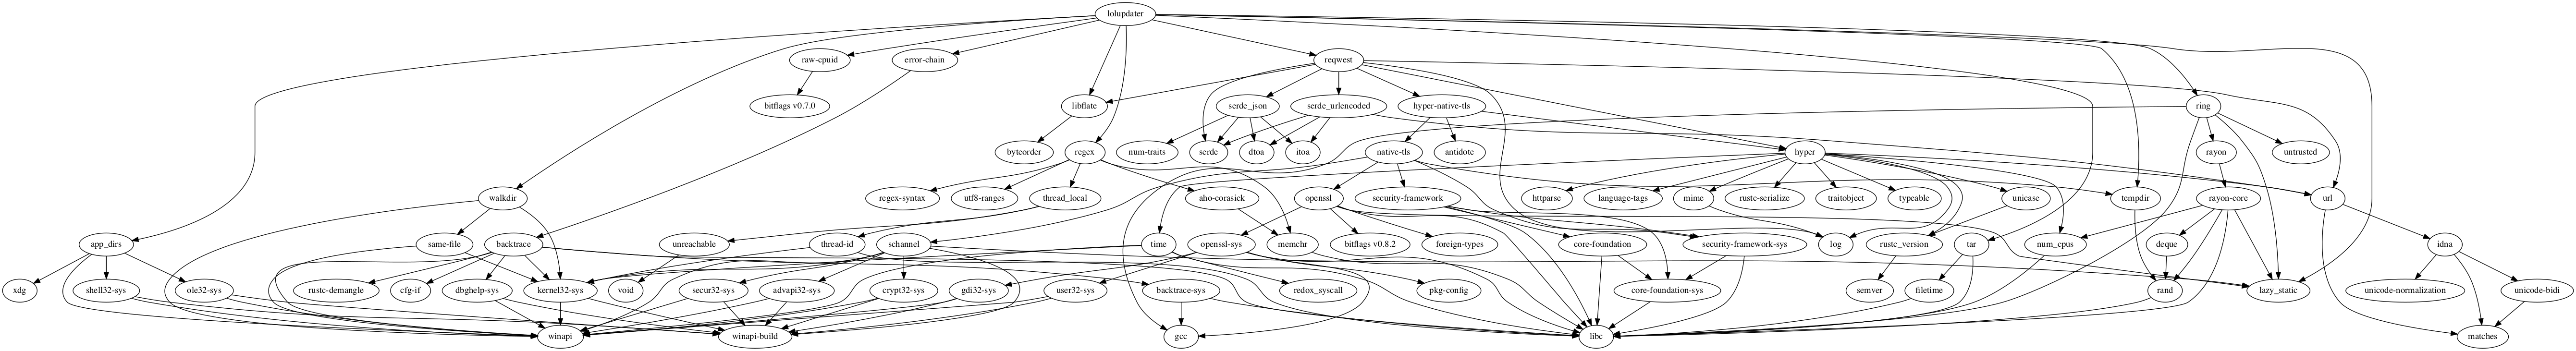 lolupdater
raw-cpuid
error-chain
reqwest
bitflags v0.7.0
libflate
serde_json
serde_urlencoded
hyper-native-tls
ring
byteorder
regex
num-traits
serde
dtoa
itoa
native-tls
antidote
hyper
rayon
untrusted
walkdir
regex-syntax
utf8-ranges
thread_local
aho-corasick
openssl
security-framework
httparse
language-tags
mime
rustc-serialize
traitobject
typeable
unicase
tempdir
rayon-core
url
app_dirs
same-file
backtrace
unreachable
thread-id
schannel
time
openssl-sys
memchr
bitflags v0.8.2
foreign-types
core-foundation
security-framework-sys
log
rustc_version
tar
num_cpus
deque
idna
xdg
shell32-sys
ole32-sys
rustc-demangle
cfg-if
dbghelp-sys
kernel32-sys
void
secur32-sys
advapi32-sys
crypt32-sys
gdi32-sys
user32-sys
backtrace-sys
redox_syscall
pkg-config
core-foundation-sys
semver
filetime
rand
lazy_static
unicode-normalization
unicode-bidi
winapi
winapi-build
gcc
libc
matches